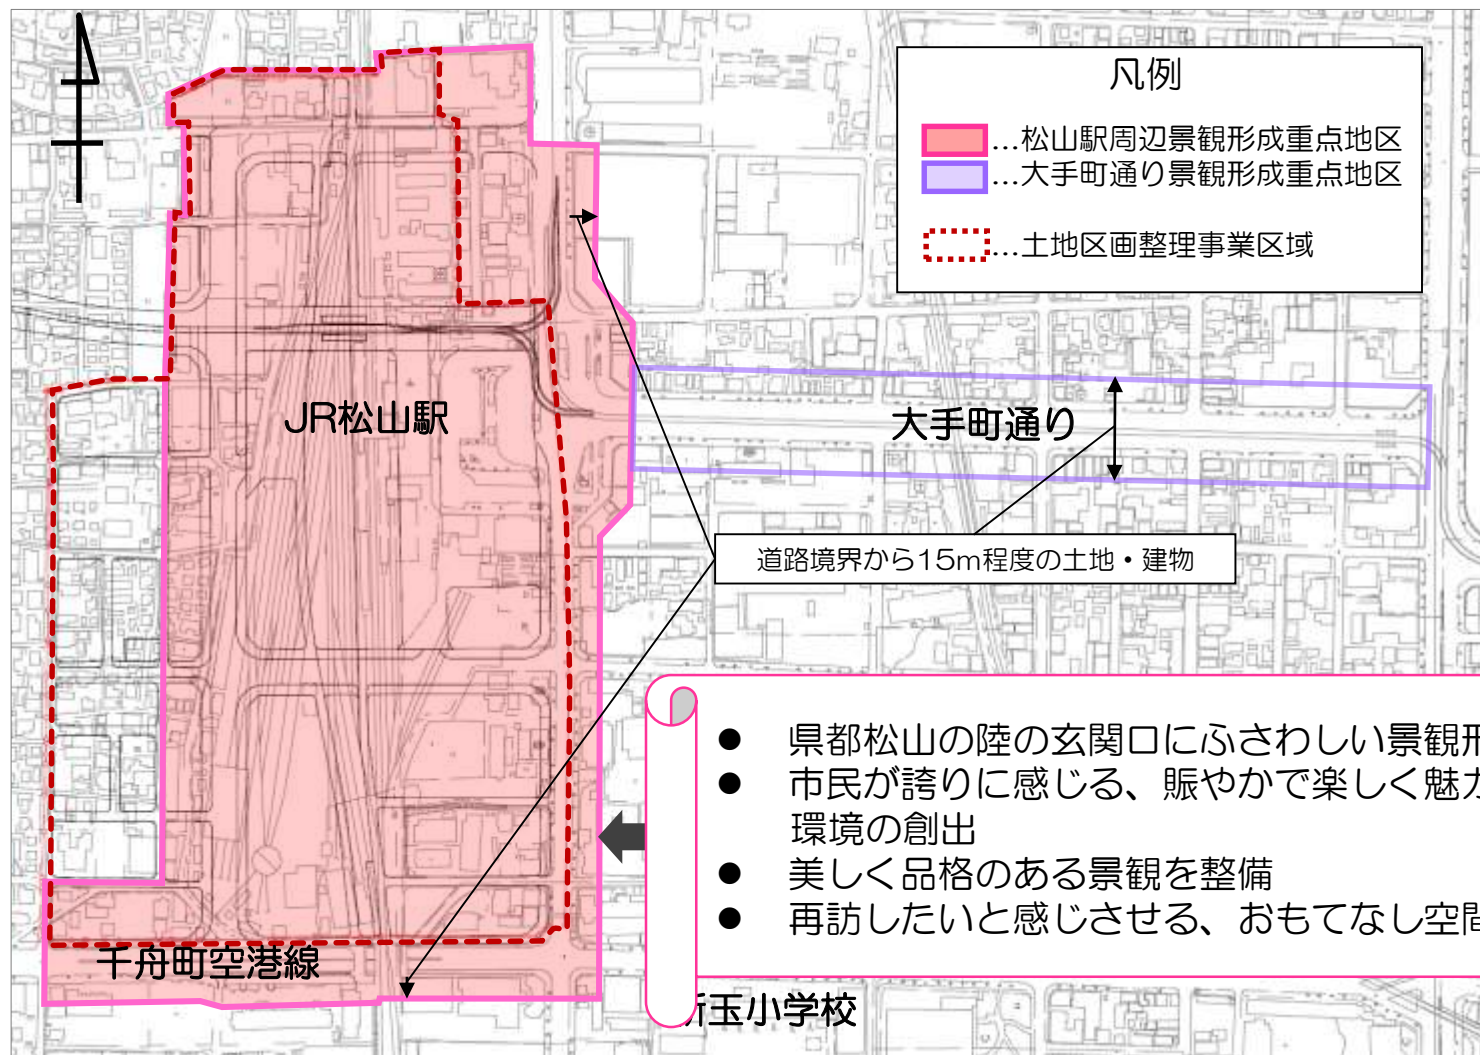 凡例
…松山駅周辺景観形成重点地区
…大手町通り景観形成重点地区
…土地区画整理事業区域
JR松山駅
大手町通り
道路境界から15m程度の土地・建物
● 県都松山の陸の玄関口にふさわしい景観形
● 市民が誇りに感じる、賑やかで楽しく魅力
環境の創出
● 美しく品格のある景観を整備
● 再訪したいと感じさせる、おもてなし空間
千舟町空港線
新玉小学校